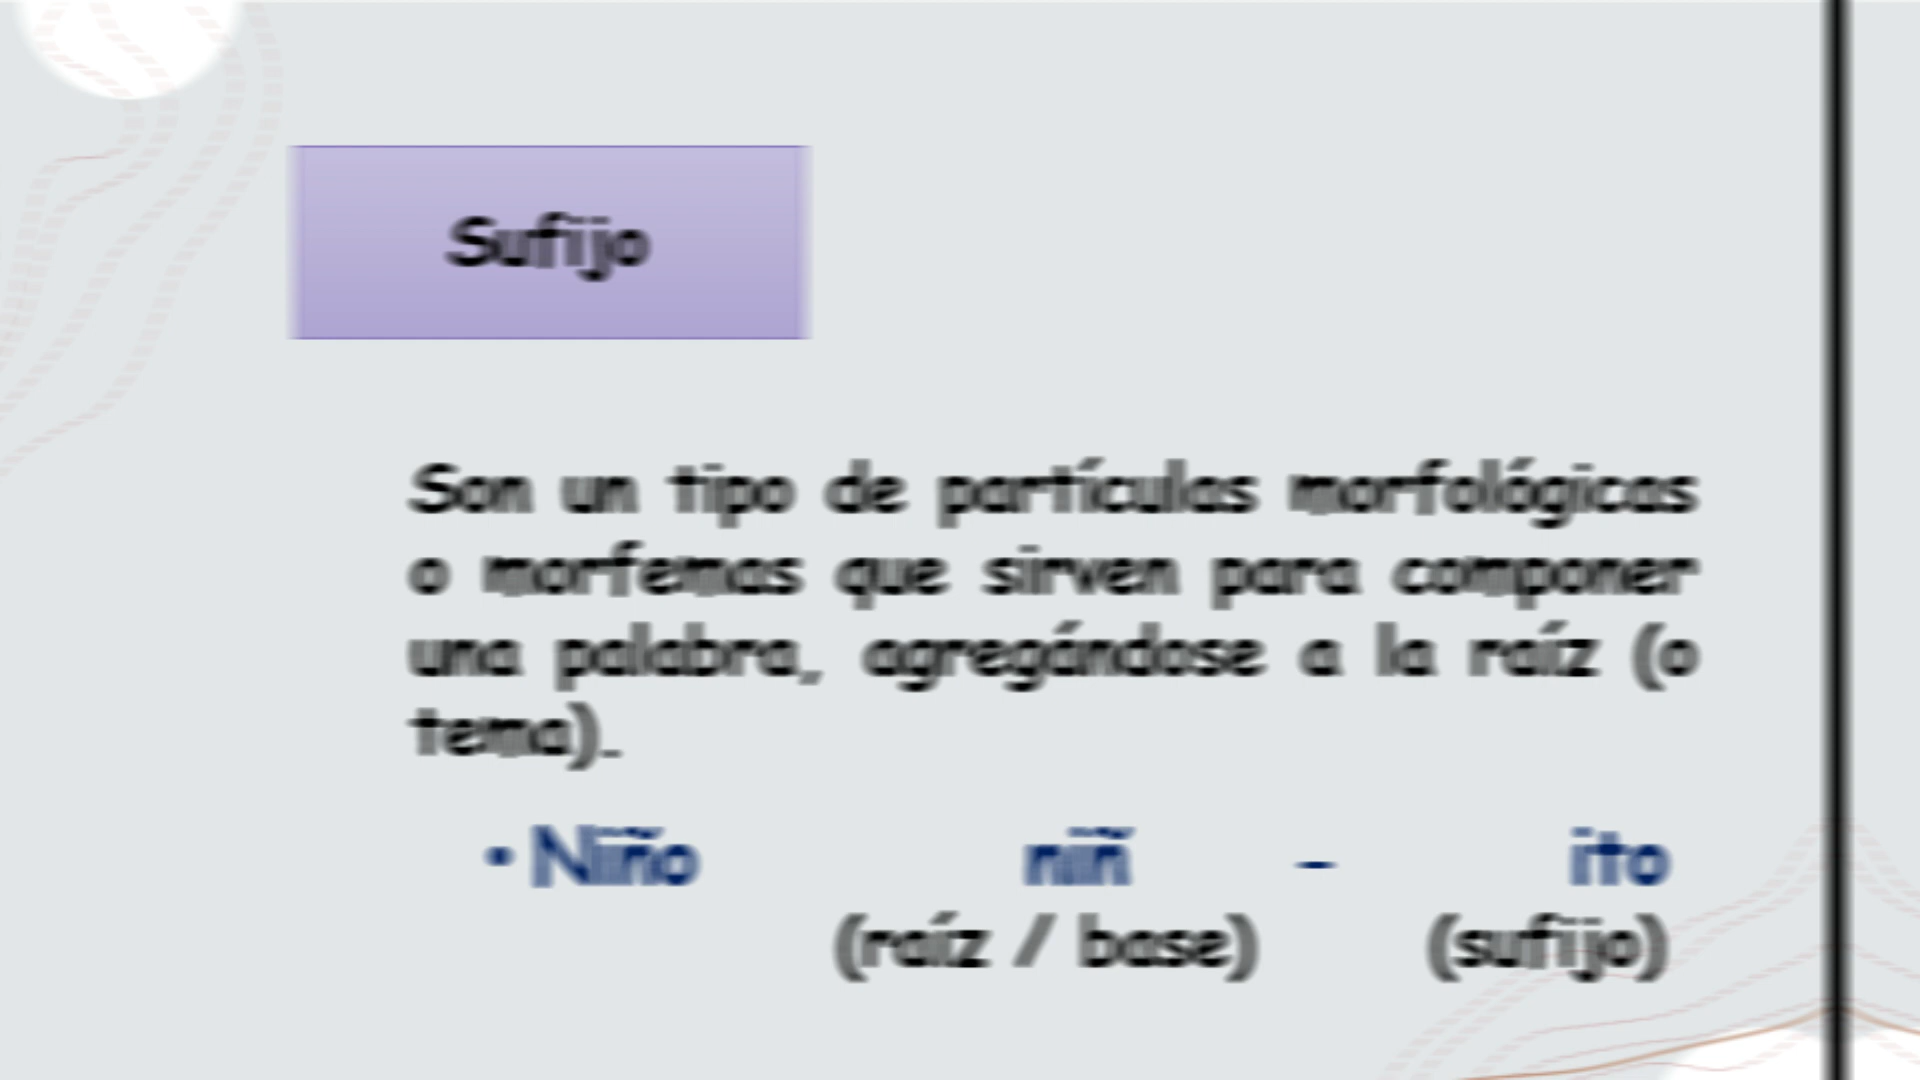 Sufijo
Son un tipo de partículas morfológicas
o morfemas que sirven para componer
una palabra, agregándose a la raíz (o
tema).
• Niño niñ - ito
(raíz / base) (sufijo)